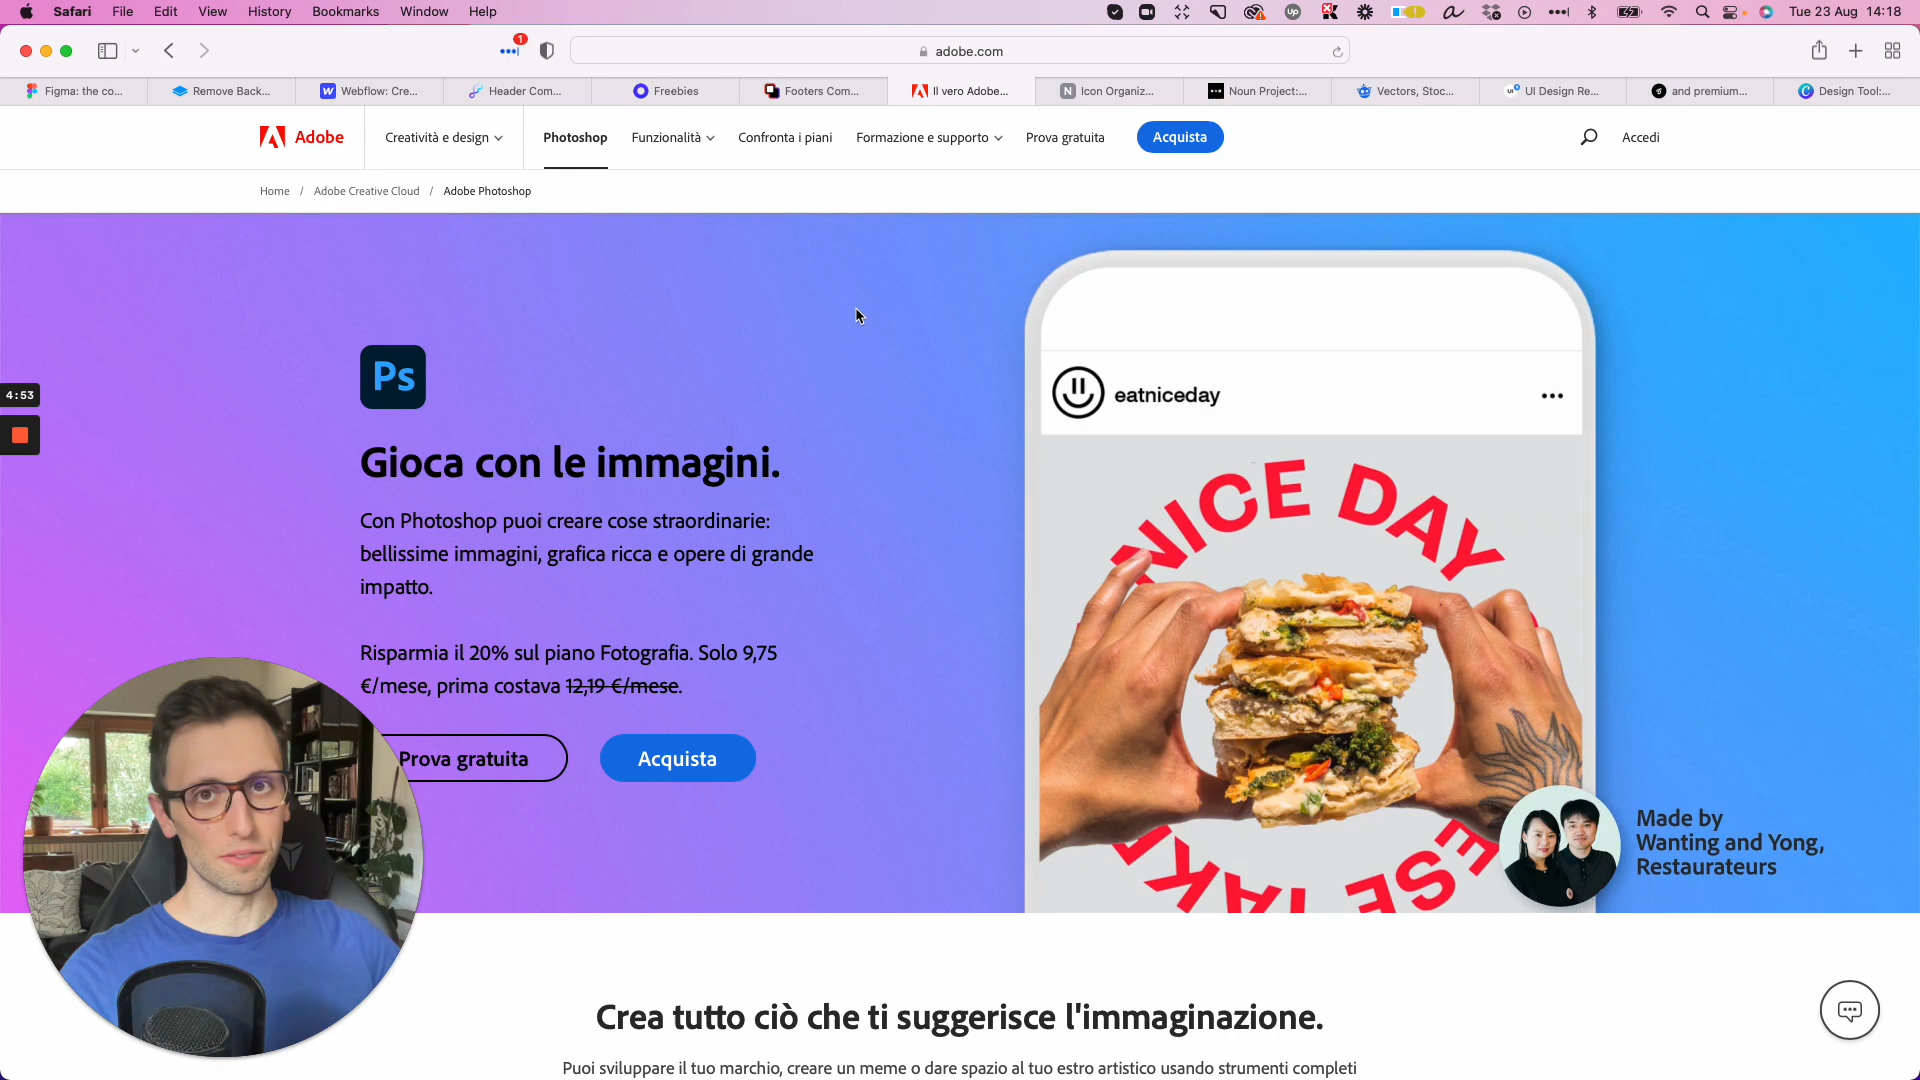 Safari File Edit View History Bookmarks Window Help
Tue 23 Aug 14:18
1
adobe.com
Figma: the co...
Remove Back...
Webflow: Cre...
Header Com...
Freebies
Footers Com...
Il vero Adobe...
Icon Organiz...
Noun Project:...
Vectors, Stoc...
UI Design Re...
and premium...
Design Tool:...
Adobe
Creatività e design
Photoshop
Funzionalità
Confronta i piani
Formazione e supporto
Prova gratuita
Acquista
Accedi
Home / Adobe Creative Cloud / Adobe Photoshop
Ps
4:53
Gioca con le immagini.
Con Photoshop puoi creare cose straordinarie:
bellissime immagini, grafica ricca e opere di grande
impatto.
Risparmia il 20% sul piano Fotografia. Solo 9,75
€/mese, prima costava 12,19 €/mese.
Prova gratuita
Acquista
eatniceday
NICE DAY
Made by
Wanting and Yong,
Restaurateurs
Crea tutto ciò che ti suggerisce l'immaginazione.
Puoi sviluppare il tuo marchio, creare un meme o dare spazio al tuo estro artistico usando strumenti completi